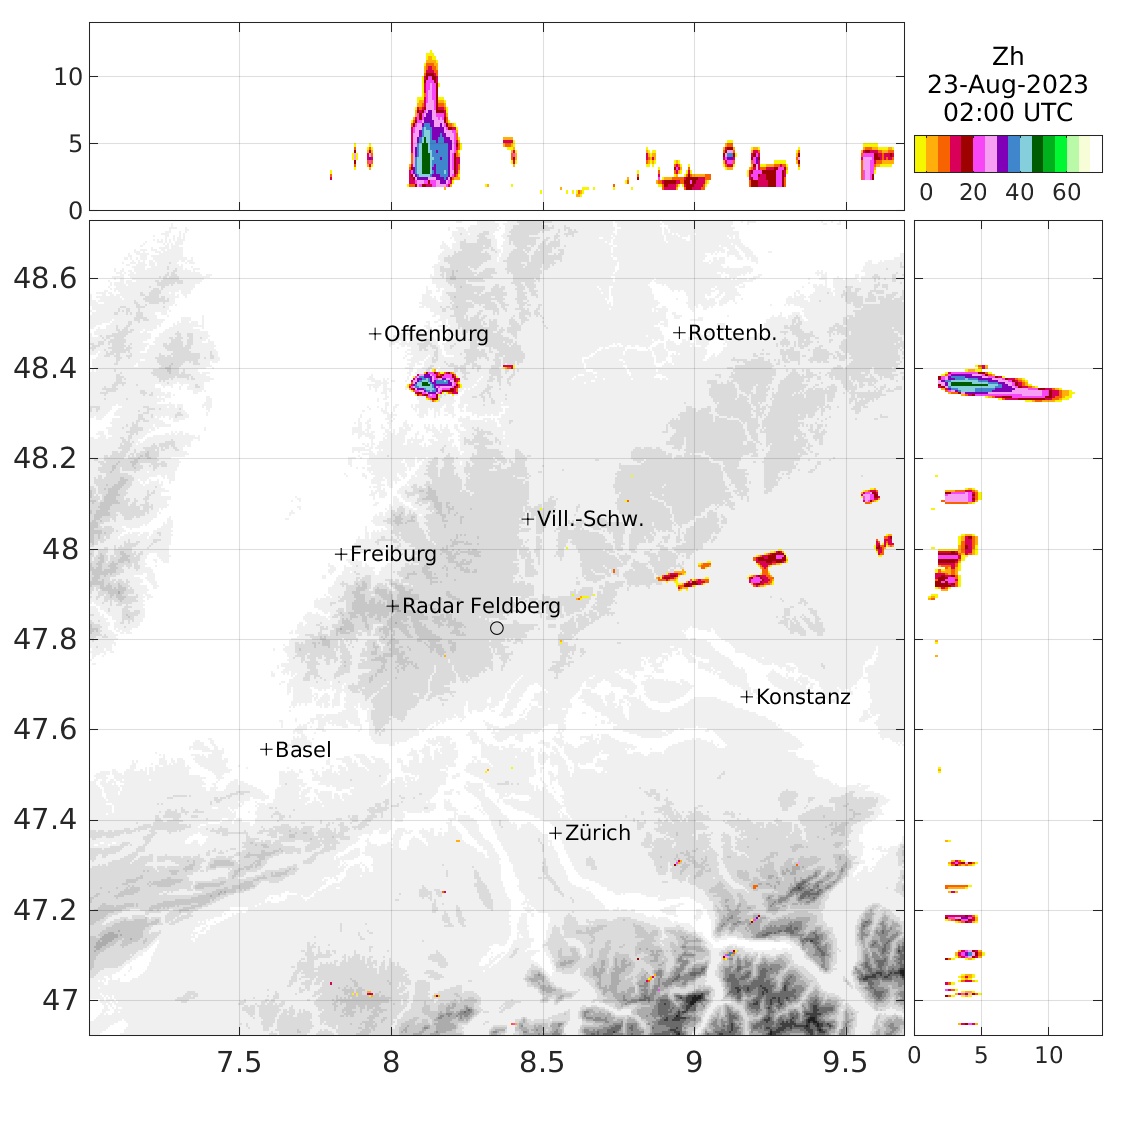 10
5
0
Zh
23-Aug-2023
02:00 UTC
0 20 40 60
48.6
48.4
48.2
48
47.8
47.6
47.4
47.2
47
+Offenburg
+Rottenb.
+Vill.-Schw.
+Freiburg
+Radar Feldberg
+Konstanz
+Basel
+Zürich
7.5 8 8.5 9 9.5
0 5 10